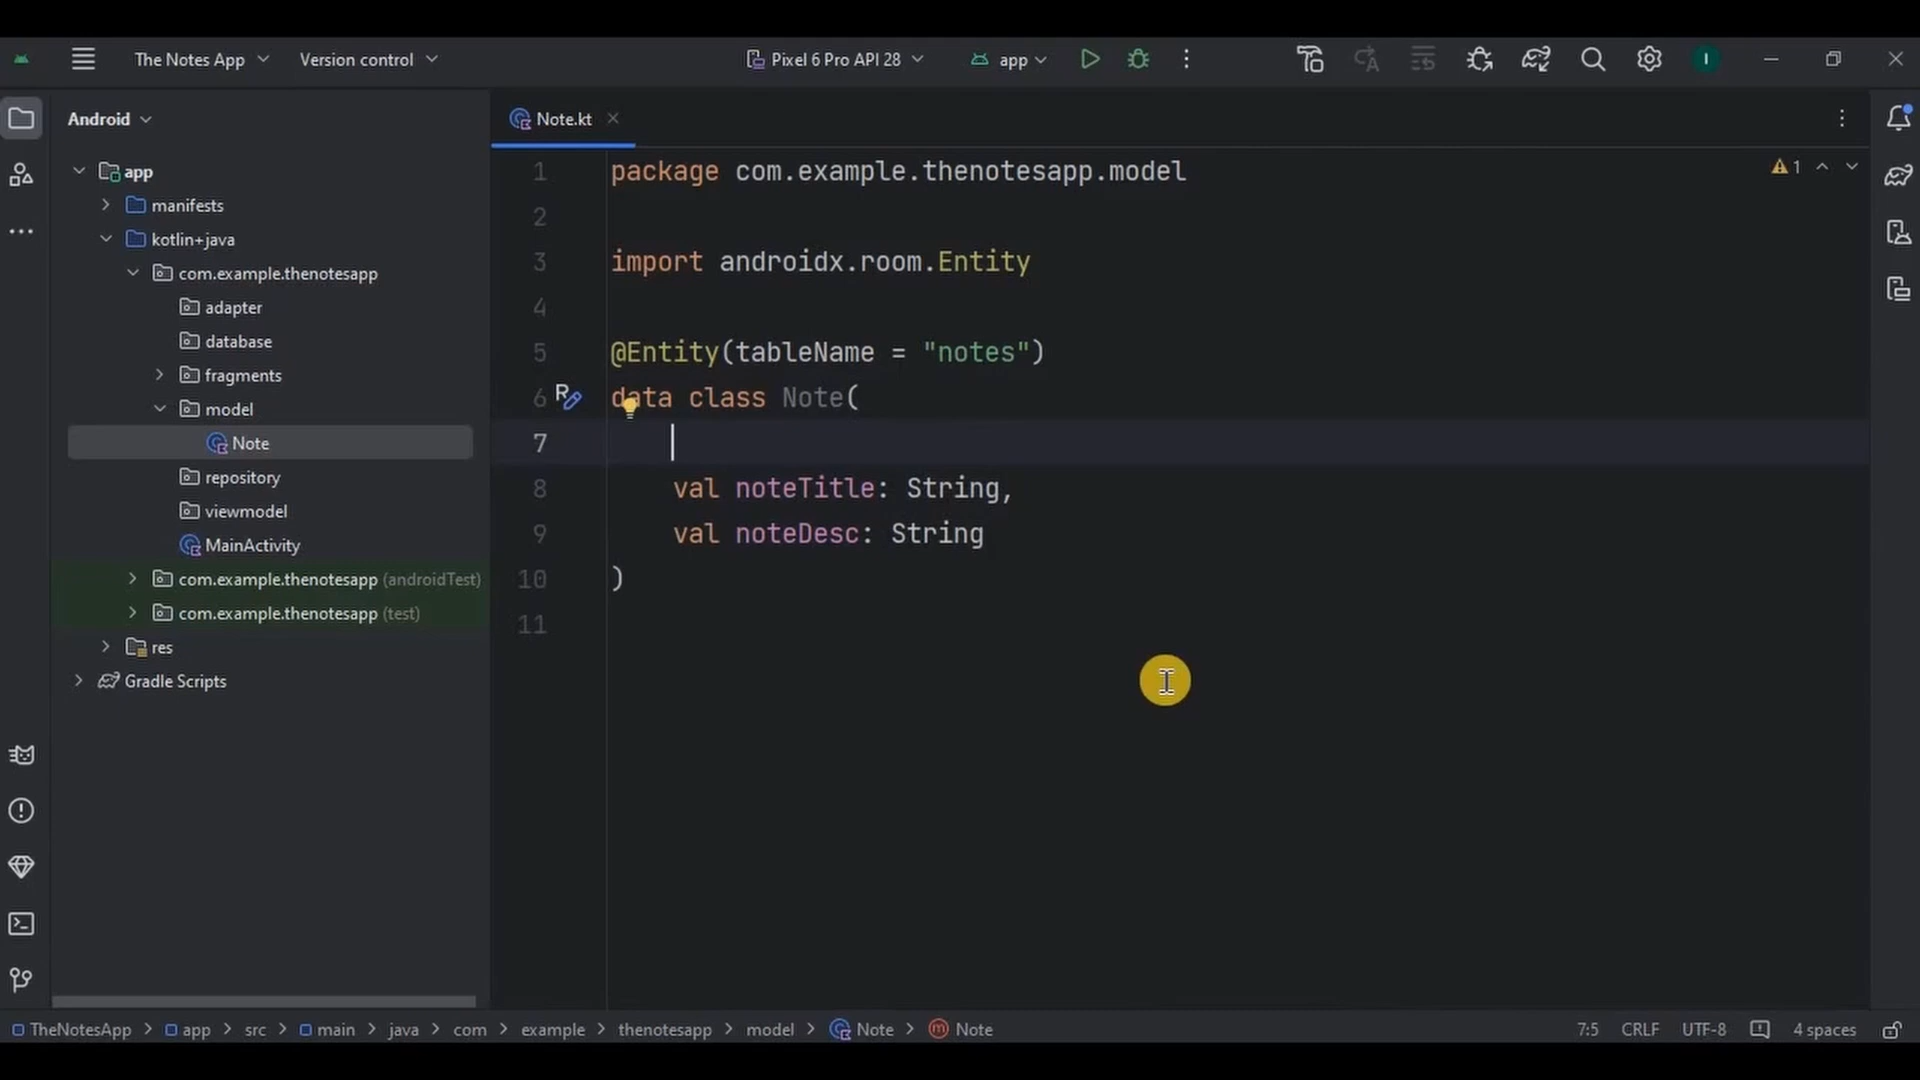 The Notes App
Version control
Pixel 6 Pro API 28
app
I
Android
app
manifests
kotlin+java
com.example.thenotesapp
adapter
database
fragments
model
Note
repository
viewmodel
MainActivity
com.example.thenotesapp (androidTest)
com.example.thenotesapp (test)
res
Gradle Scripts
Note.kt
1
1 package com.example.thenotesapp.model
2
3 import androidx.room.Entity
4
5 @Entity(tableName = "notes")
6 data class Note(
7
8 val noteTitle: String,
9 val noteDesc: String
10 )
11
TheNotesApp > app > src > main > java > com > example > thenotesapp > model > Note > Note
7:5 CRLF UTF-8 4 spaces